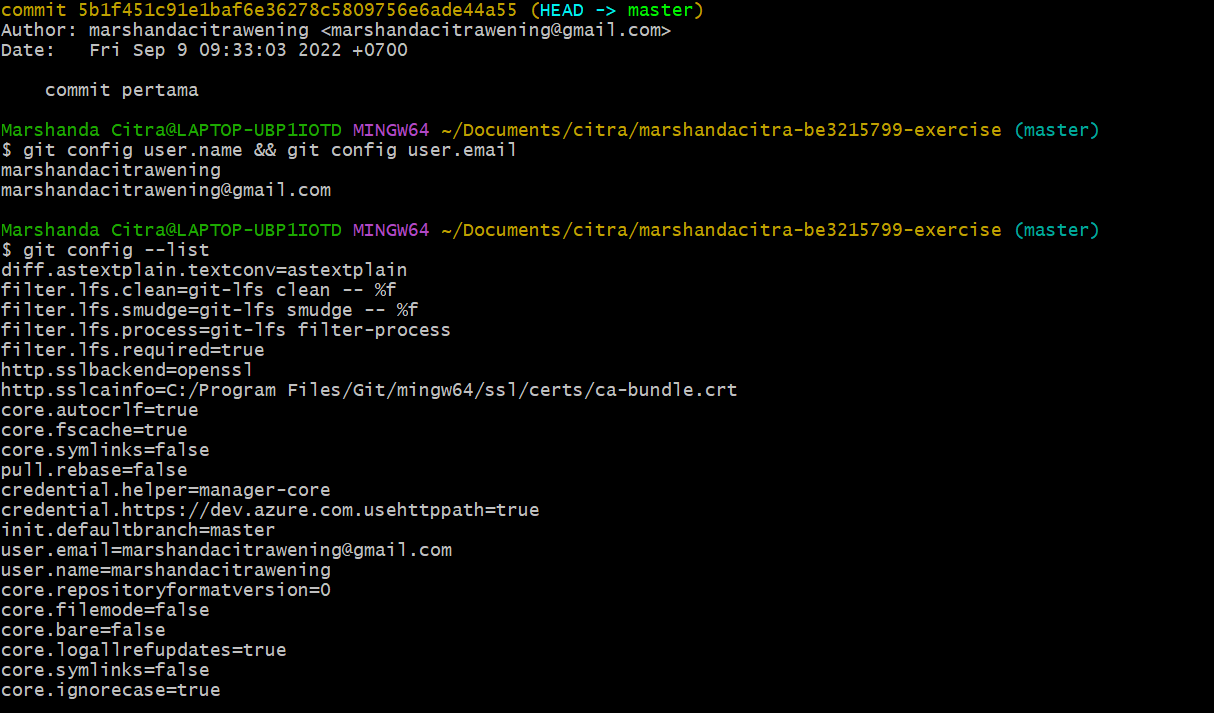 commit 5b1f451c91e1baf6e36278c5809756e6ade44a55 (HEAD -> master)
Author: marshandacitrawening <marshandacitrawening@gmail.com>
Date:   Fri Sep 9 09:33:03 2022 +0700
    commit pertama
Marshanda Citra@LAPTOP-UBP1IOTD MINGW64 ~/Documents/citra/marshandacitra-be3215799-exercise (master)
$ git config user.name && git config user.email
marshandacitrawening
marshandacitrawening@gmail.com
Marshanda Citra@LAPTOP-UBP1IOTD MINGW64 ~/Documents/citra/marshandacitra-be3215799-exercise (master)
$ git config --list
diff.astextplain.textconv=astextplain
filter.lfs.clean=git-lfs clean -- %f
filter.lfs.smudge=git-lfs smudge -- %f
filter.lfs.process=git-lfs filter-process
filter.lfs.required=true
http.sslbackend=openssl
http.sslcainfo=C:/Program Files/Git/mingw64/ssl/certs/ca-bundle.crt
core.autocrlf=true
core.fscache=true
core.symlinks=false
pull.rebase=false
credential.helper=manager-core
credential.https://dev.azure.com.usehttppath=true
init.defaultbranch=master
user.email=marshandacitrawening@gmail.com
user.name=marshandacitrawening
core.repositoryformatversion=0
core.filemode=false
core.bare=false
core.logallrefupdates=true
core.symlinks=false
core.ignorecase=true